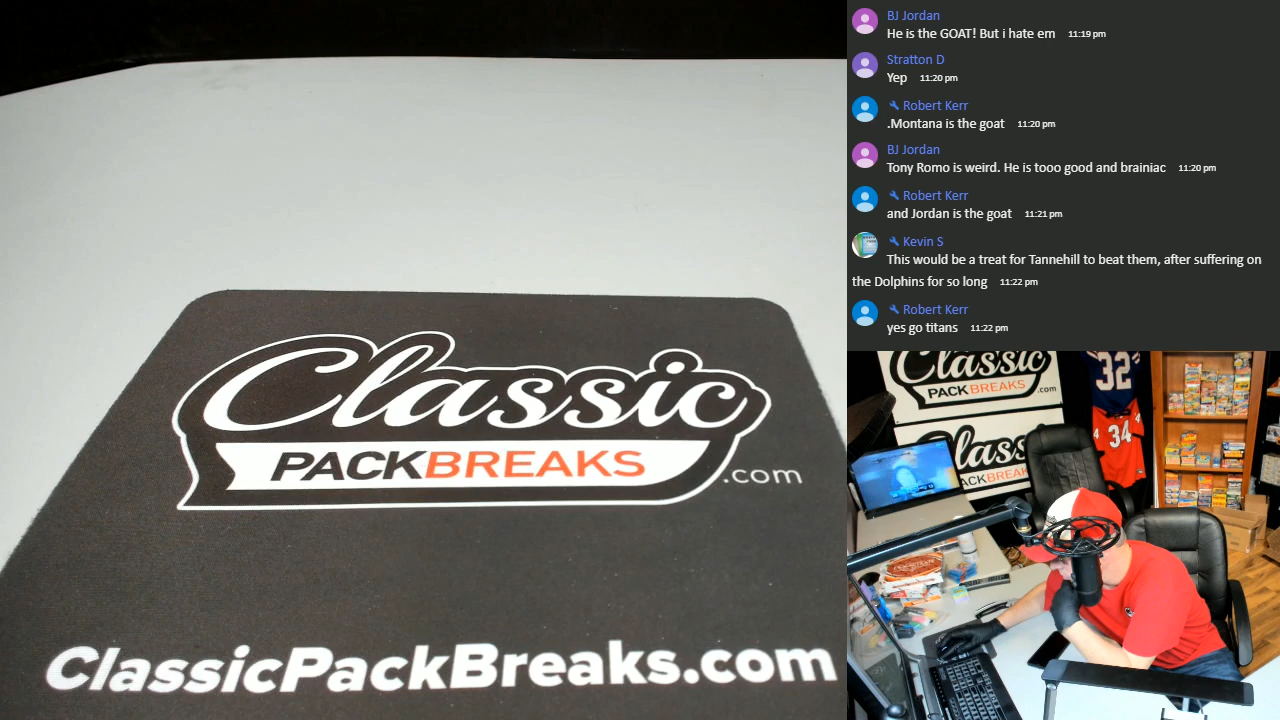 Classic
PACKBREAKS
.com
ClassicPackBreaks.com
BJ Jordan
He is the GOAT! But i hate em 11:19 pm
Stratton D
Yep 11:20 pm
Robert Kerr
.Montana is the goat 11:20 pm
BJ Jordan
Tony Romo is weird. He is tooo good and brainiac 11:20 pm
Robert Kerr
and Jordan is the goat 11:21 pm
Kevin S
This would be a treat for Tannehill to beat them, after suffering on
the Dolphins for so long 11:22 pm
Robert Kerr
yes go titans 11:22 pm
Classic
PACKBREAKS
.com
32
34